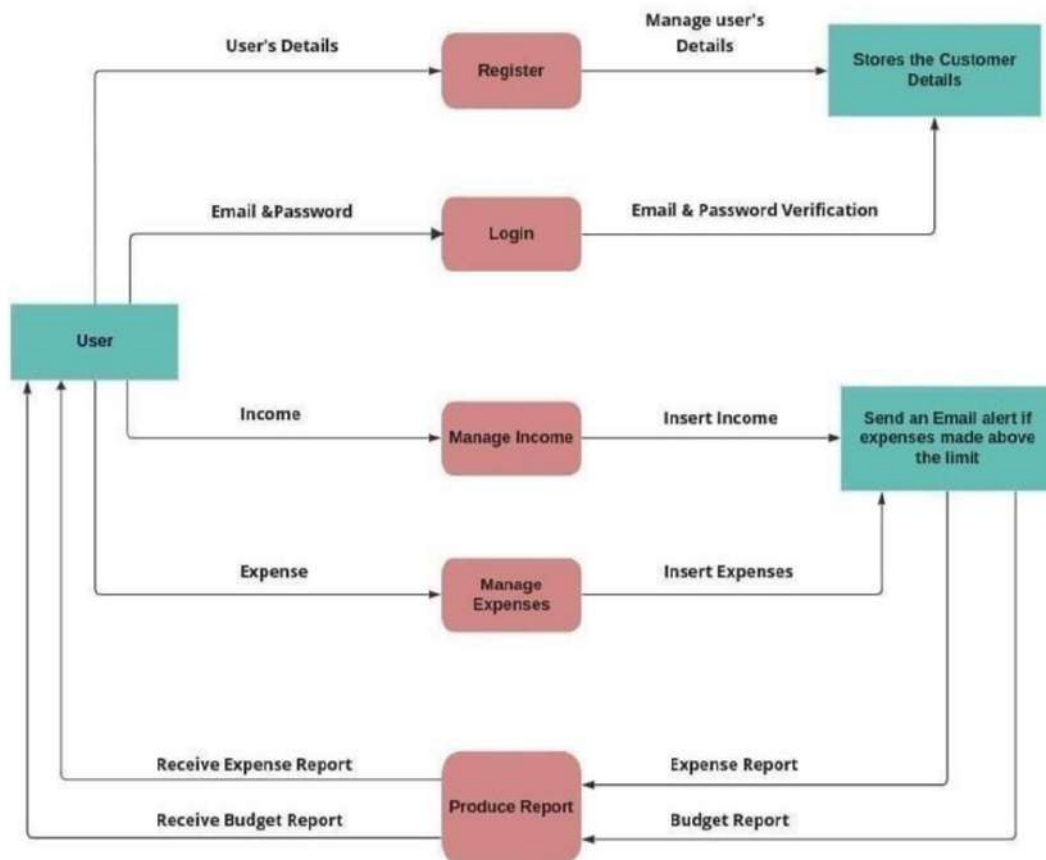 User's Details
Register
Manage user's
Details
Stores the Customer
Details
Email &Password
Login
Email & Password Verification
User
Income
Manage Income
Insert Income
Send an Email alert if
expenses made above
the limit
Expense
Manage
Expenses
Insert Expenses
Receive Expense Report
Expense Report
Produce Report
Receive Budget Report
Budget Report